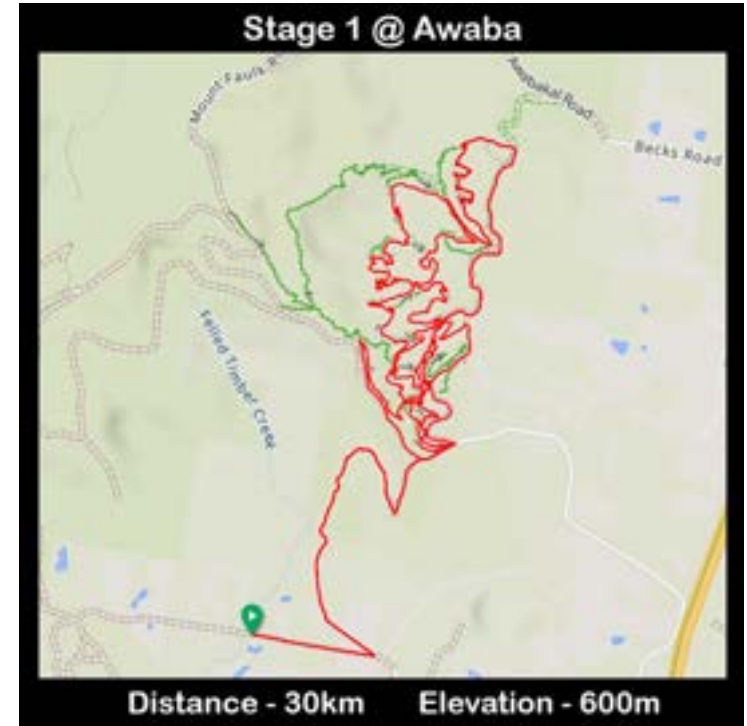 Stage 1 @ Awaba
Mount Faulk R
Awabakal Road
Becks Road
Felled Timber Creek
Distance - 30km Elevation - 600m